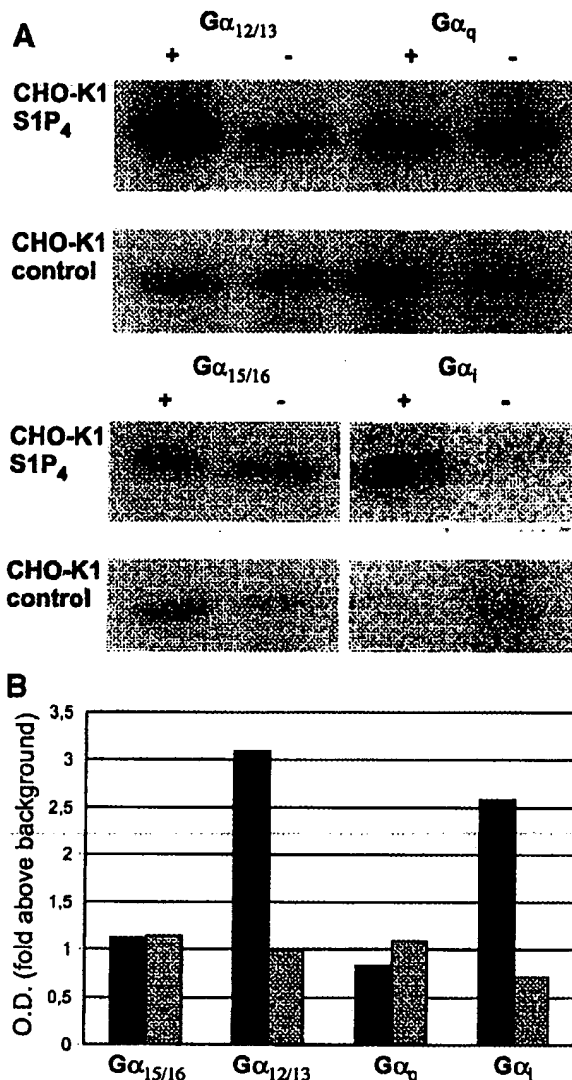 A
Gα12/13 Gαq
+ - + -
CHO-K1
S1P4
CHO-K1
control
Gα15/16 Gαi
+ - + -
CHO-K1
S1P4
CHO-K1
control
B
O.D. (fold above background)
3,5
3
2,5
2
1,5
1
0,5
0
Gα15/16 Gα12/13 Gαq Gαi